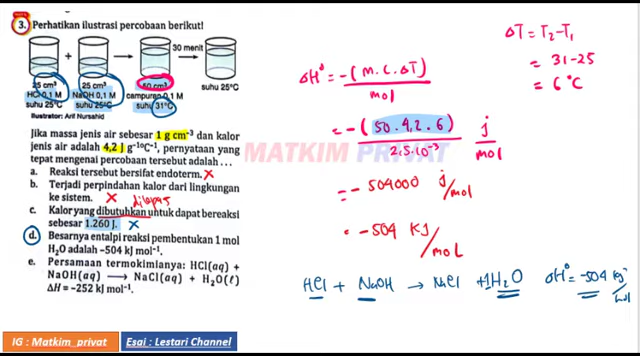 3. Perhatikan ilustrasi percobaan berikut!
+
30 menit
25 cm³ 25 cm³ 50 cm³ suhu 25°C
HCl 0,1 M NaOH 0,1 M campuran 0,1 M
suhu 25°C suhu 25°C suhu 31°C
Ilustrator: Arif Nursahid
Jika massa jenis air sebesar 1 g cm⁻³ dan kalor
jenis air adalah 4,2 J g⁻¹°C⁻¹, pernyataan yang
tepat mengenai percobaan tersebut adalah . . .
a. Reaksi tersebut bersifat endoterm. X
b. Terjadi perpindahan kalor dari lingkungan
ke sistem. X dilepas
c. Kalor yang dibutuhkan untuk dapat bereaksi
sebesar 1.260 J. X
d. Besarnya entalpi reaksi pembentukan 1 mol
H₂O adalah –504 kJ mol⁻¹.
e. Persamaan termokimianya: HCl(aq) +
NaOH(aq) ⟶ NaCl(aq) + H₂O(ℓ)
ΔH = –252 kJ mol⁻¹.
ΔT = T₂ - T₁
= 31 - 25
= 6°C
ΔH° = -(m.c.ΔT)
mol
= -(50.4,2.6) j
2,5.10⁻³ mol
MATKIM PRIVAT
= -504000 j/mol
= -504 KJ/mol
HCl + NaOH → NaCl + 1H₂O ΔH° = -504 kj/mol
IG : Matkim_privat Esai : Lestari Channel